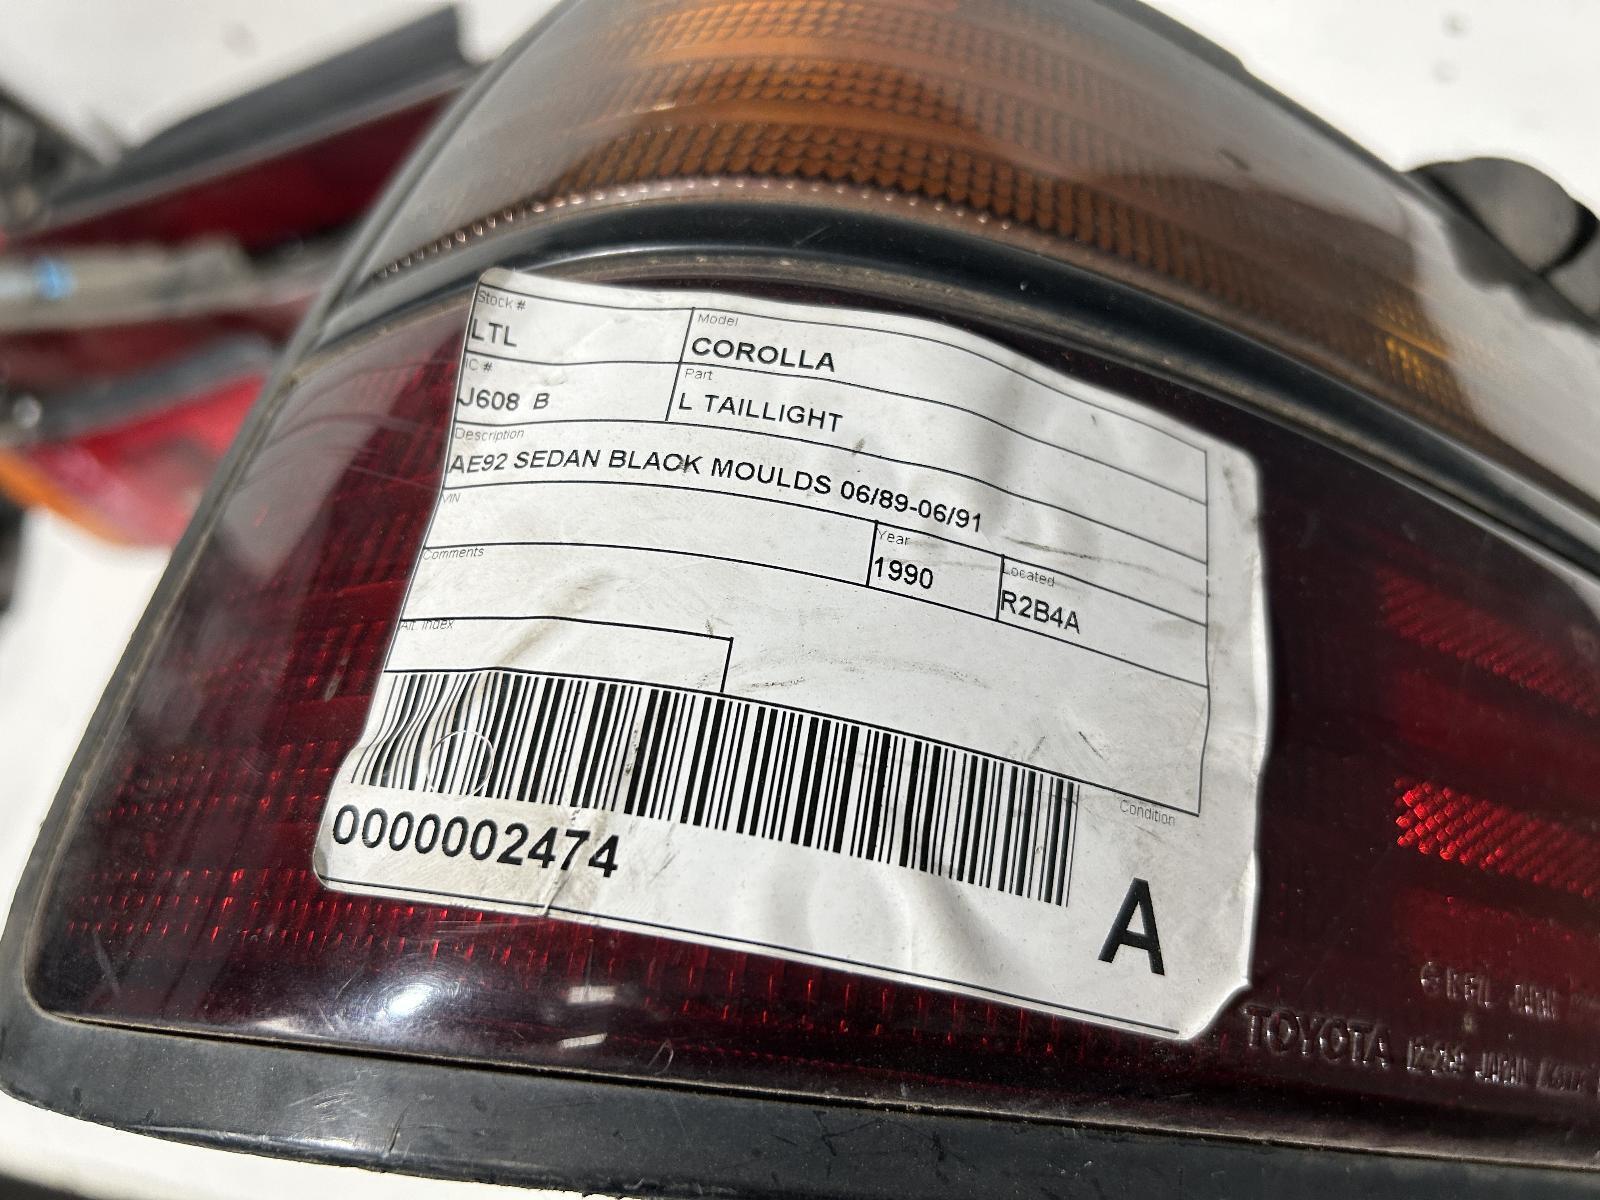 Stock #
LTL
Model
COROLLA
IC #
J608 B
Part
L TAILLIGHT
Description
AE92 SEDAN BLACK MOULDS 06/89-06/91
VIN
Year
1990
Located
R2B4A
Comments
Alt. Index
0000002474
Condition
A
TOYOTA JAPAN